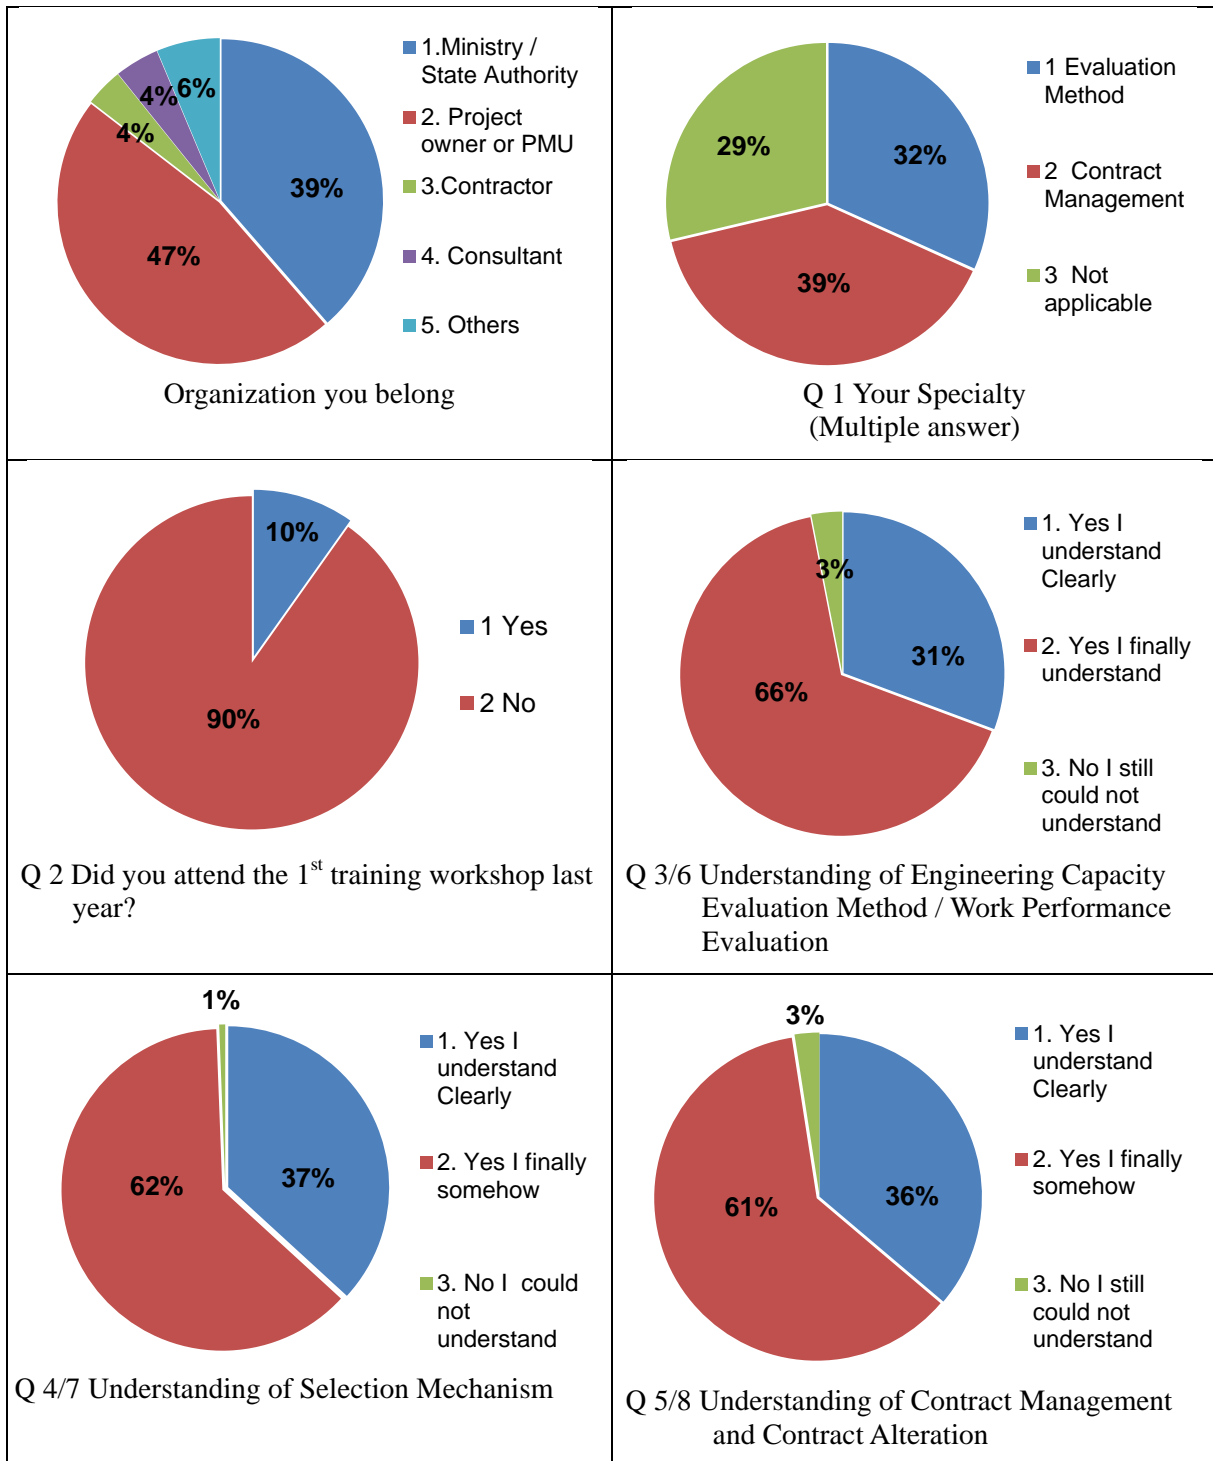 1.Ministry /
State Authority
2. Project
owner or PMU
3.Contractor
4. Consultant
5. Others
39%
47%
4%
4%
6%
Organization you belong
1 Evaluation
Method
2 Contract
Management
3 Not
applicable
32%
39%
29%
Q 1 Your Specialty
(Multiple answer)
10%
90%
1 Yes
2 No
Q 2 Did you attend the 1st training workshop last
year?
3%
31%
66%
1. Yes I
understand
Clearly
2. Yes I finally
understand
3. No I still
could not
understand
Q 3/6 Understanding of Engineering Capacity
Evaluation Method / Work Performance
Evaluation
1%
37%
62%
1. Yes I
understand
Clearly
2. Yes I finally
somehow
3. No I could
not
understand
Q 4/7 Understanding of Selection Mechanism
3%
36%
61%
1. Yes I
understand
Clearly
2. Yes I finally
somehow
3. No I still
could not
understand
Q 5/8 Understanding of Contract Management
and Contract Alteration